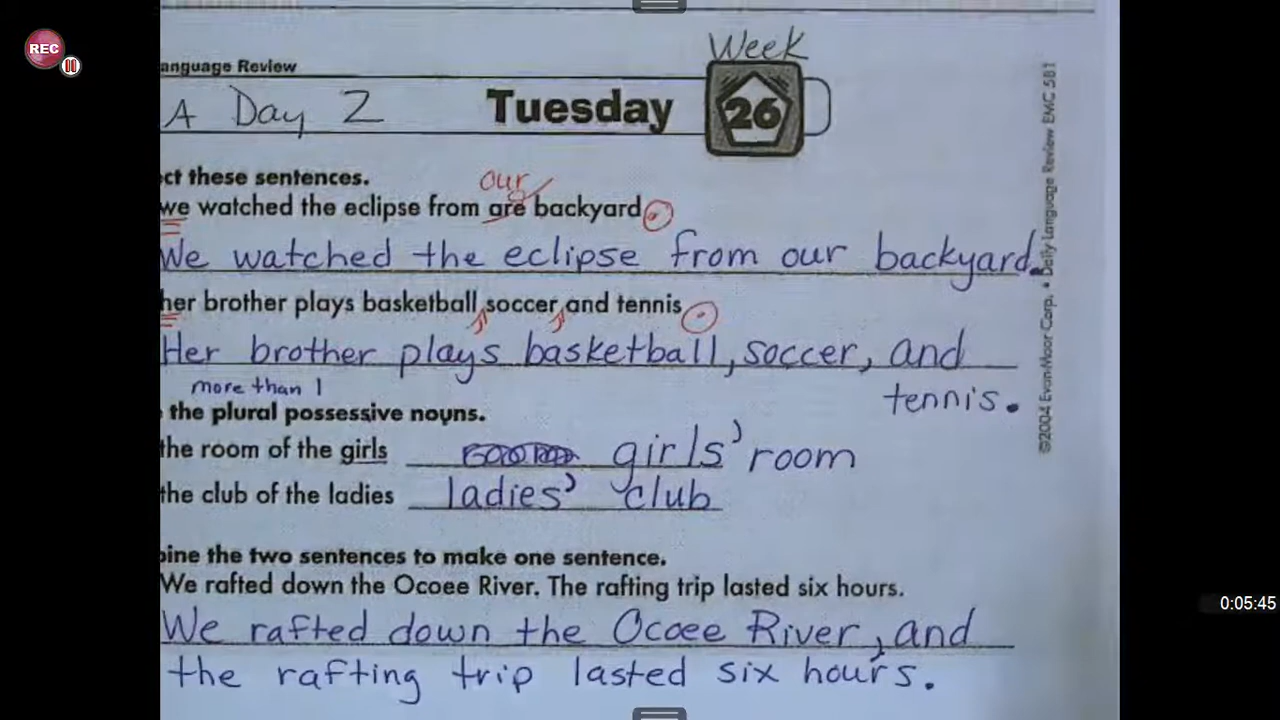 REC
Week
anguage Review
A Day 2 Tuesday 26
ct these sentences.
our
we watched the eclipse from are backyard.
We watched the eclipse from our backyard.
her brother plays basketball, soccer, and tennis.
Her brother plays basketball, soccer, and
tennis.
more than 1
the plural possessive nouns.
the room of the girls girls' room
the club of the ladies ladies' club
bine the two sentences to make one sentence.
We rafted down the Ocoee River. The rafting trip lasted six hours.
We rafted down the Ocoee River, and
the rafting trip lasted six hours.
©2004 Evan-Moor Corp. • Daily Language Review EMC 581
0:05:45